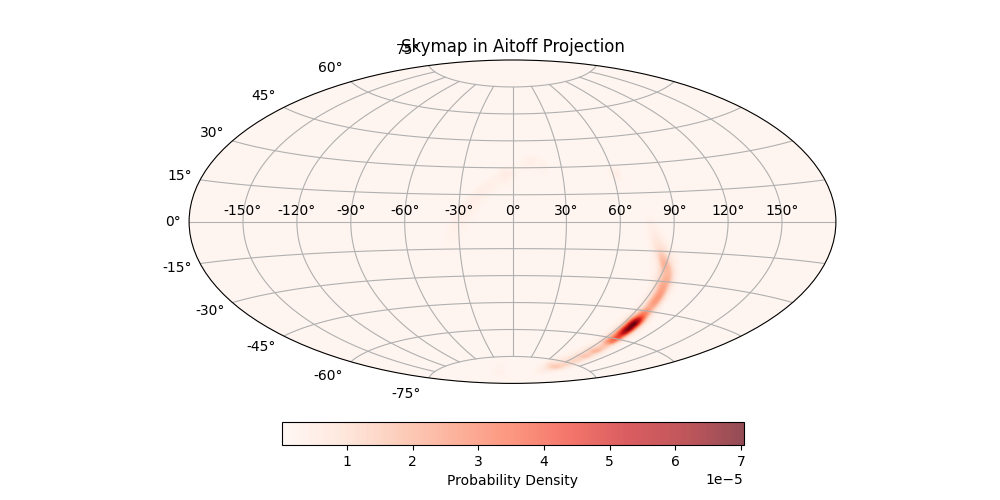 Skymap in Aitoff Projection
75°
60°
45°
30°
15°
-150° -120° -90° -60° -30° 0° 30° 60° 90° 120° 150°
0°
-15°
-30°
-45°
-60°
-75°
1 2 3 4 5 6 7
1e−5
Probability Density